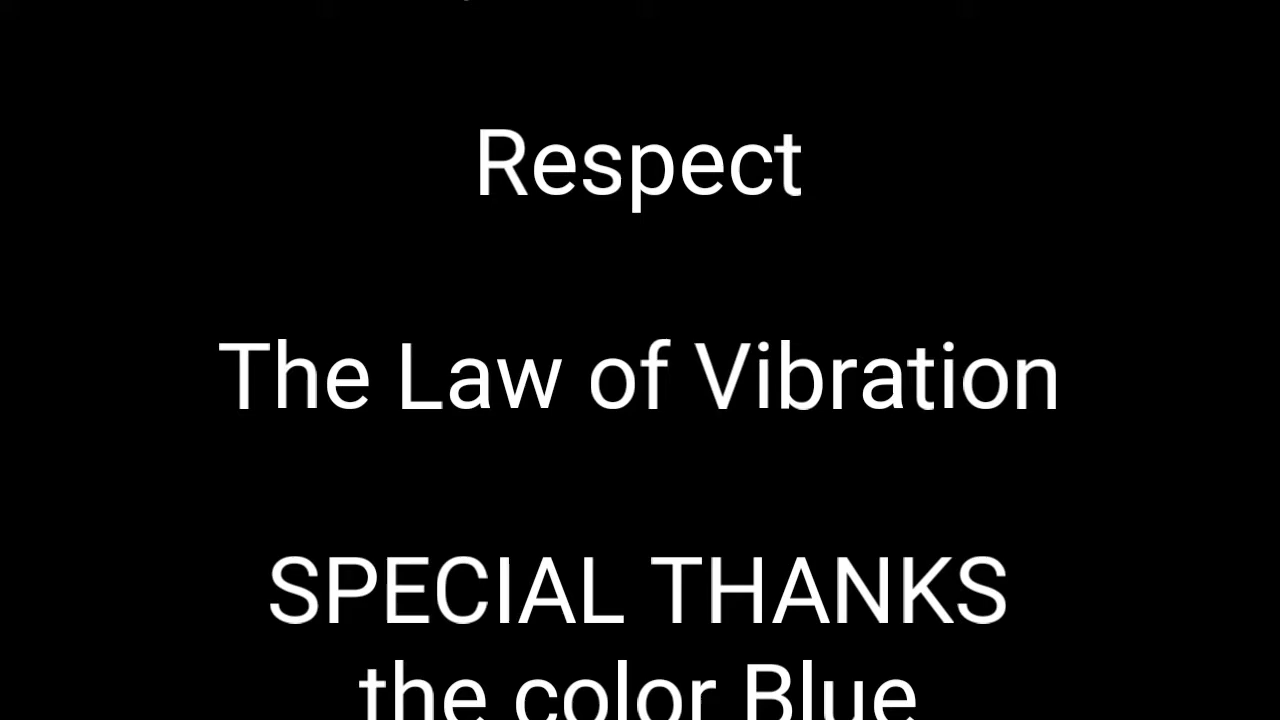 Respect
The Law of Vibration
SPECIAL THANKS
the color Blue